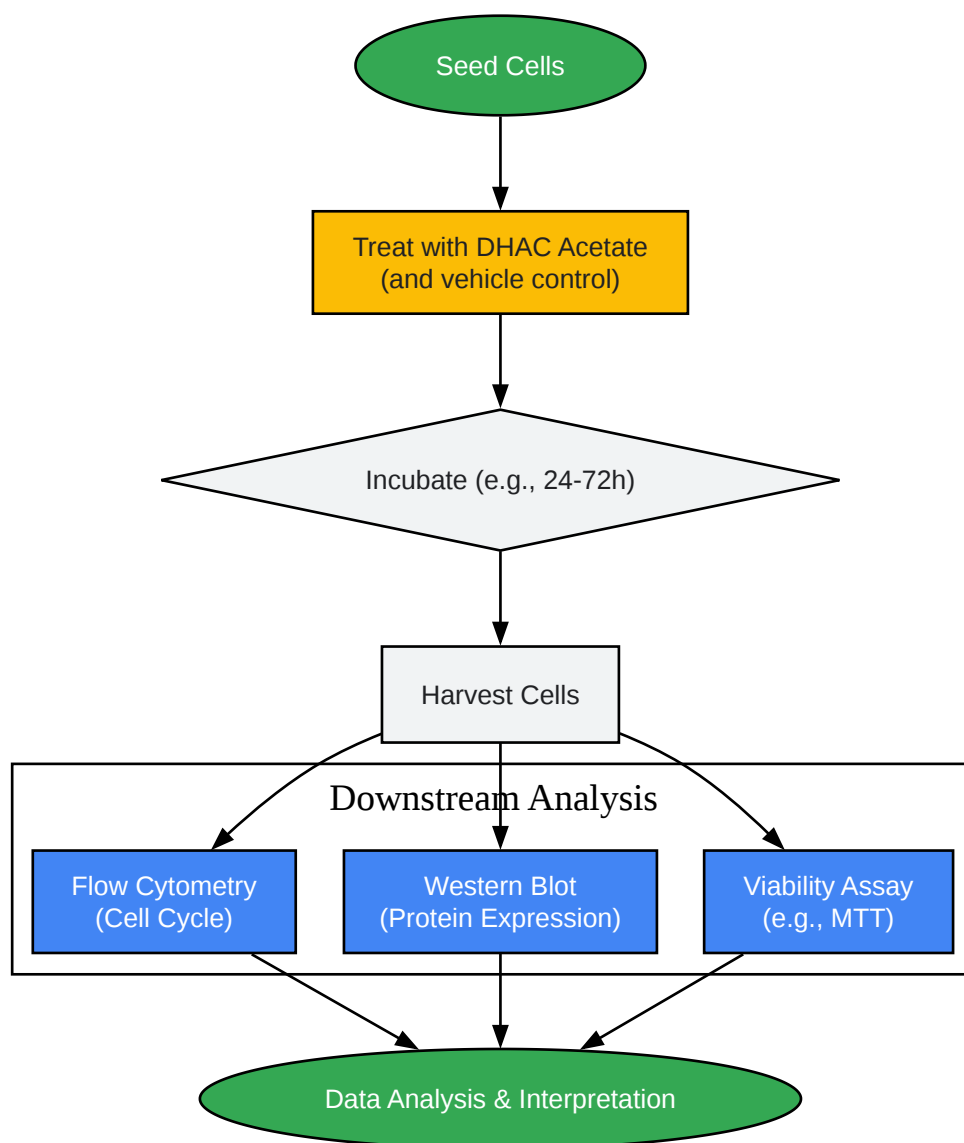 Seed Cells
Treat with DHAC Acetate
(and vehicle control)
Incubate (e.g., 24-72h)
Harvest Cells
Downstream Analysis
Flow Cytometry
(Cell Cycle)
Western Blot
(Protein Expression)
Viability Assay
(e.g., MTT)
Data Analysis & Interpretation